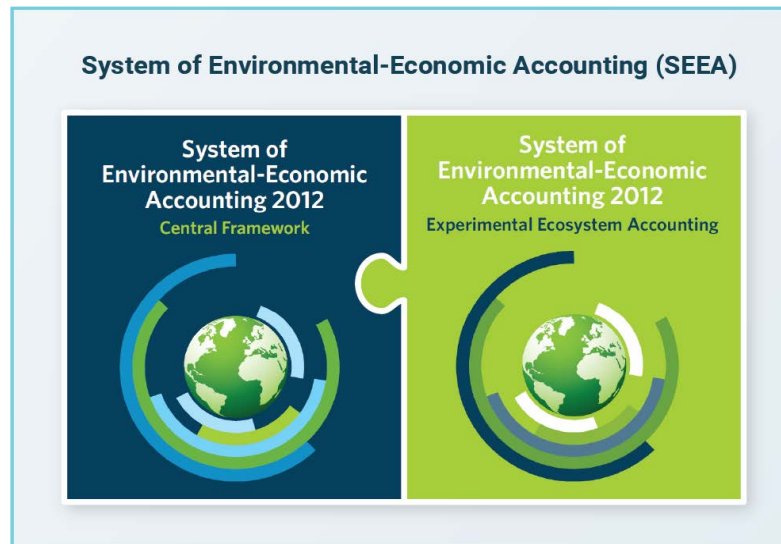 System of Environmental-Economic Accounting (SEEA)
System of
Environmental-Economic
Accounting 2012
Central Framework
System of
Environmental-Economic
Accounting 2012
Experimental Ecosystem Accounting